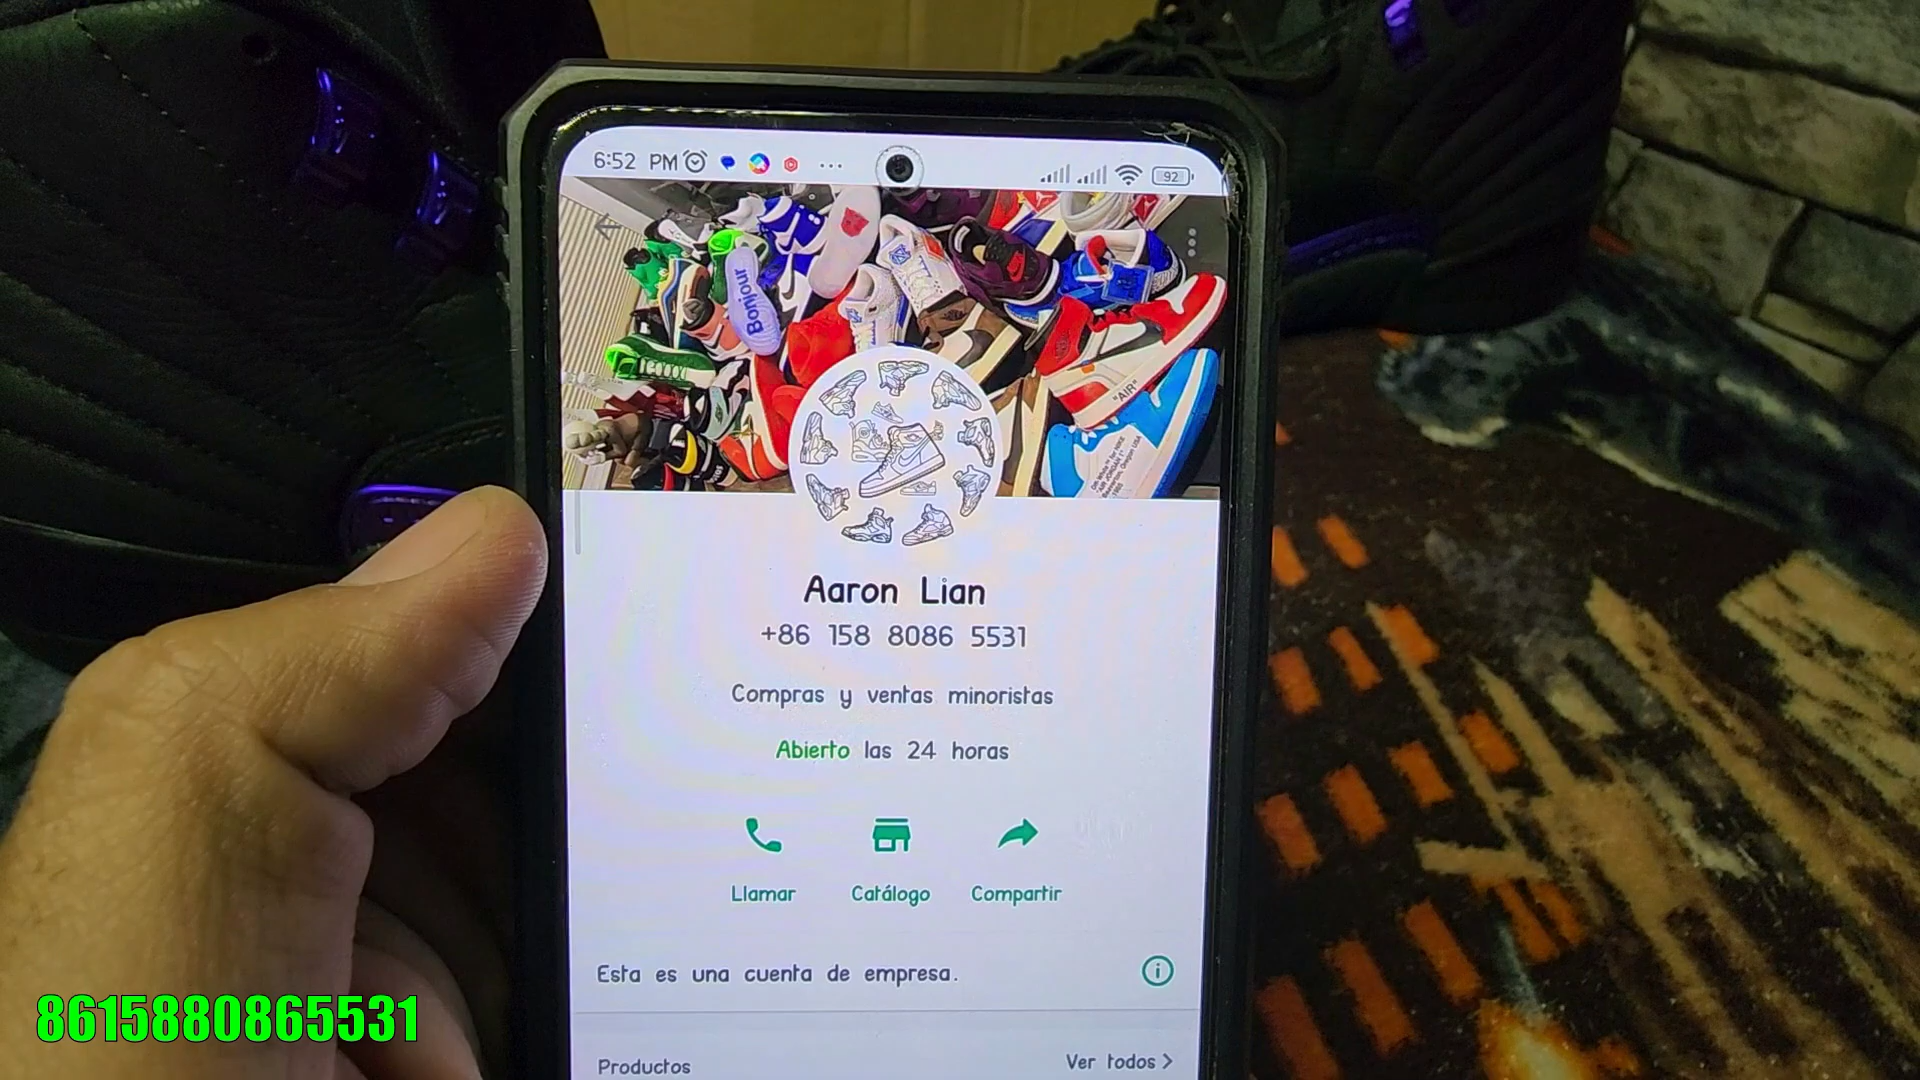 6:52 PM
92
Bonjour
"AIR"
Aaron Lian
+86 158 8086 5531
Compras y ventas minoristas
Abierto las 24 horas
Llamar
Catálogo
Compartir
Esta es una cuenta de empresa.
Productos
Ver todos
8615880865531